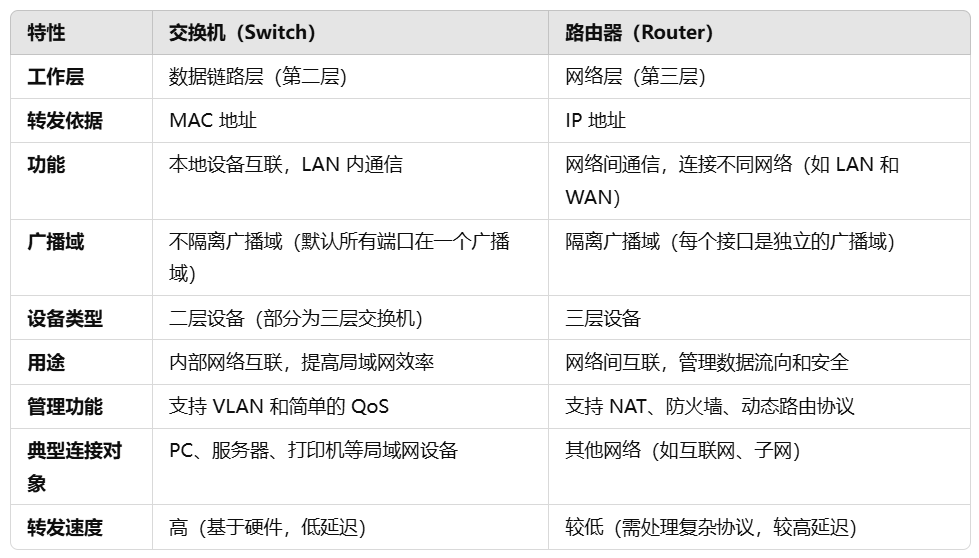 特性 交换机（Switch） 路由器（Router）
工作层 数据链路层（第二层） 网络层（第三层）
转发依据 MAC 地址 IP 地址
功能 本地设备互联，LAN 内通信 网络间通信，连接不同网络（如 LAN 和
WAN）
广播域 不隔离广播域（默认所有端口在一个广播 隔离广播域（每个接口是独立的广播域）
域）
设备类型 二层设备（部分为三层交换机） 三层设备
用途 内部网络互联，提高局域网效率 网络间互联，管理数据流向和安全
管理功能 支持 VLAN 和简单的 QoS 支持 NAT、防火墙、动态路由协议
典型连接对 PC、服务器、打印机等局域网设备 其他网络（如互联网、子网）
象
转发速度 高（基于硬件，低延迟） 较低（需处理复杂协议，较高延迟）